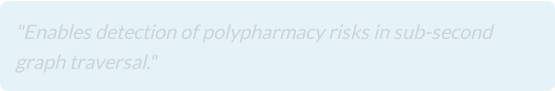 "Enables detection of polypharmacy risks in sub-second
graph traversal."